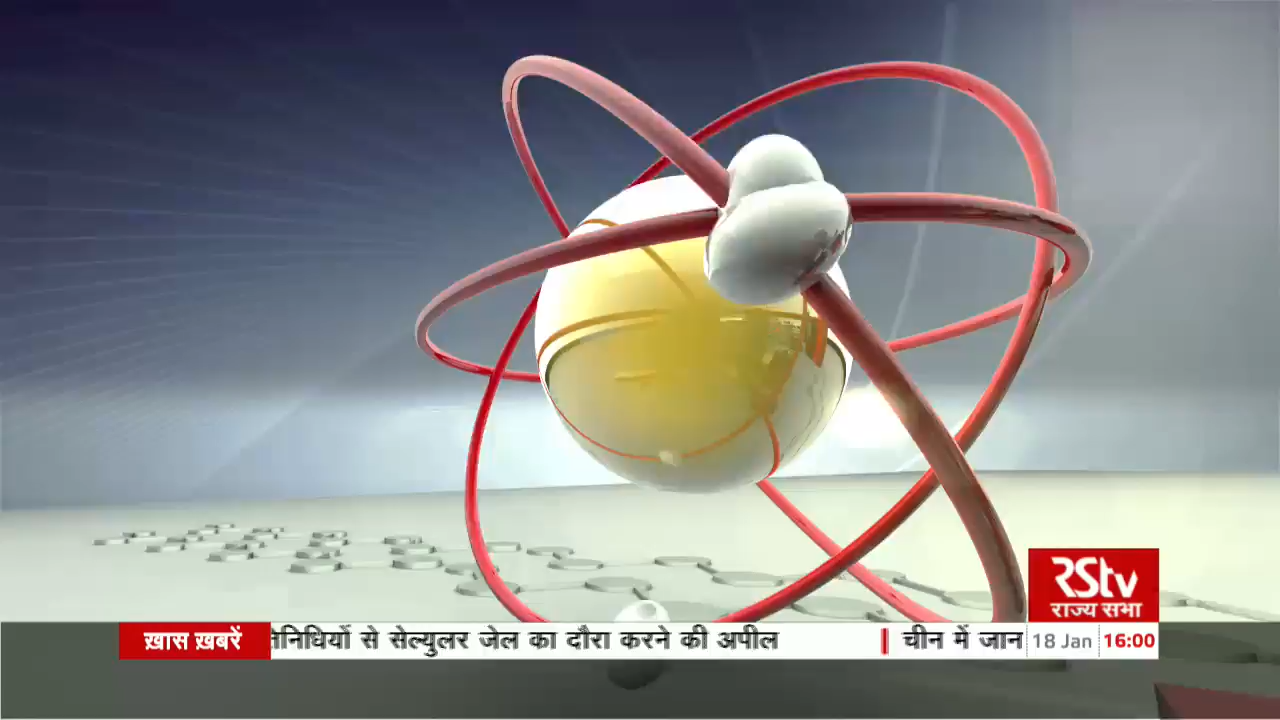 RSTV
राज्य सभा
ख़ास ख़बरें
तिनिधियों से सेल्युलर जेल का दौरा करने की अपील | चीन में जान
18 Jan 16:00